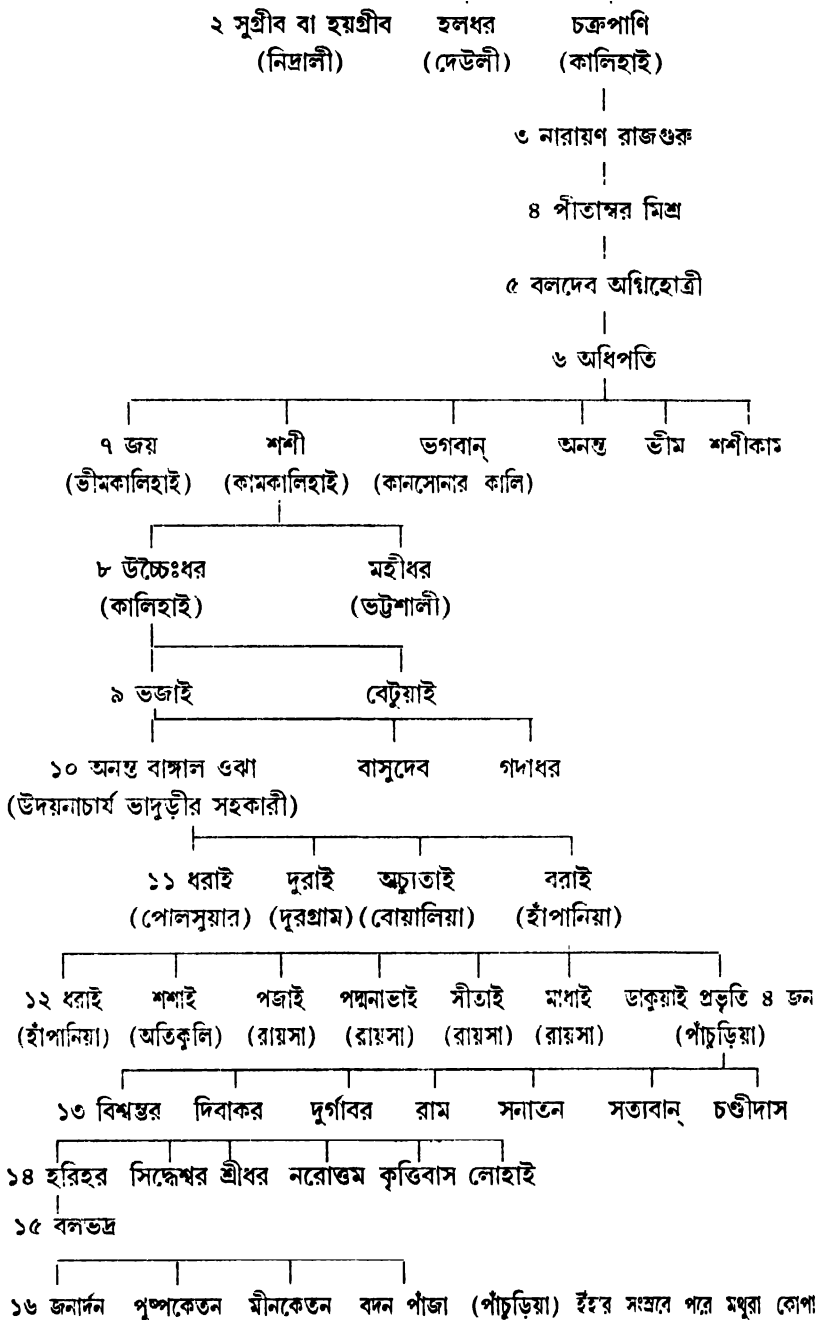 ২ সুগ্রীব বা হয়গ্রীব হলধর চক্রপাণি
(নিদ্রালী) (দেউলী) (কালিহাই)
৩ নারায়ণ রাজগুরু
৪ পীতাম্বর মিশ্র
৫ বলদেব অগ্নিহোত্রী
৬ অধিপতি
৭ জয় শশী ভগবান্ অনন্ত ভীম শশীকাম
(ভীমকালিহাই) (কামকালিহাই) (কানসোনার কালি)
৮ উচ্চৈঃধর মহীধর
(কালিহাই) (ভট্টশালী)
৯ ভজাই বেটুয়াই
১০ অনন্ত বাঙ্গাল ওঝা বাসুদেব গদাধর
(উদয়নাচার্য ভাদুড়ীর সহকারী)
১১ ধরাই দুরাই অচ্যুতাই বরাই
(পোলসুয়ার) (দূরগ্রাম) (বোয়ালিয়া) (হাঁপানিয়া)
১২ ধরাই শশাই পজাই পদ্মনাভাই সীতাই মাধাই ডাকুয়াই প্রভৃতি ৪ জন
(হাঁপানিয়া) (অতিকুলি) (রায়সা) (রায়সা) (রায়সা) (রায়সা) (পাঁচুড়িয়া)
১৩ বিশ্বম্ভর দিবাকর দুর্গাবর রাম সনাতন সত্যবান্ চণ্ডীদাস
১৪ হরিহর সিদ্ধেশ্বর শ্রীধর নরোত্তম কৃত্তিবাস লোহাই
১৫ বলভদ্র
১৬ জনার্দন পুষ্পকেতন মীনকেতন বদন পাঁজা (পাঁচুড়িয়া) ইঁহার সংস্রবে পরে মথুরা কোপা